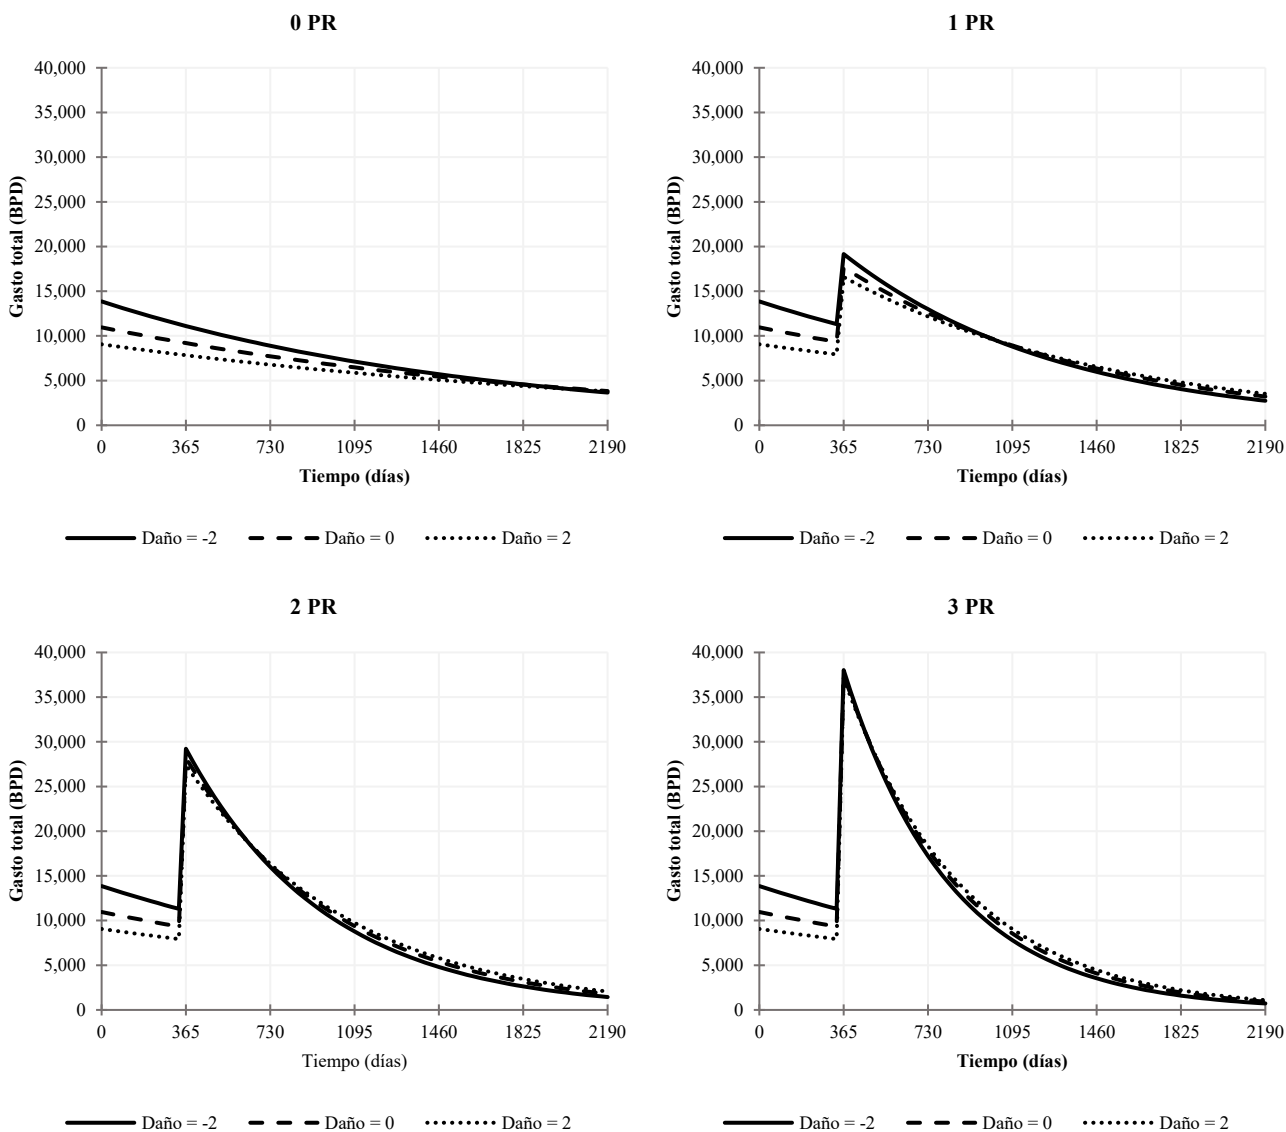 0 PR
40,000
35,000
30,000
25,000
20,000
15,000
10,000
5,000
0
Gasto total (BPD)
0 365 730 1095 1460 1825 2190
Tiempo (días)
Daño = -2 Daño = 0 Daño = 2
1 PR
40,000
35,000
30,000
25,000
20,000
15,000
10,000
5,000
0
Gasto total (BPD)
0 365 730 1095 1460 1825 2190
Tiempo (días)
Daño = -2 Daño = 0 Daño = 2
2 PR
40,000
35,000
30,000
25,000
20,000
15,000
10,000
5,000
0
Gasto total (BPD)
0 365 730 1095 1460 1825 2190
Tiempo (días)
Daño = -2 Daño = 0 Daño = 2
3 PR
40,000
35,000
30,000
25,000
20,000
15,000
10,000
5,000
0
Gasto total (BPD)
0 365 730 1095 1460 1825 2190
Tiempo (días)
Daño = -2 Daño = 0 Daño = 2